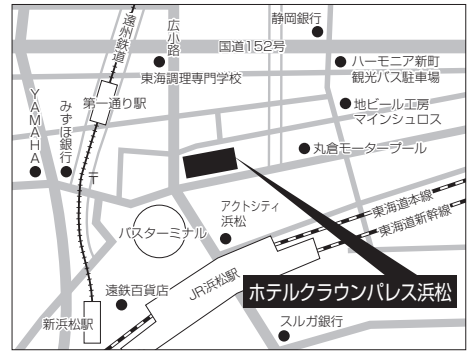 静岡銀行
遠州鉄道
広小路
国道152号
ハーモニア新町
観光バス駐車場
東海調理専門学校
YAMAHA
みずほ銀行
第一通り駅
地ビール工房
マインシュロス
丸倉モータープール
〒
アクトシティ
浜松
バスターミナル
東海道本線
東海道新幹線
JR浜松駅
遠鉄百貨店
ホテルクラウンパレス浜松
新浜松駅
スルガ銀行